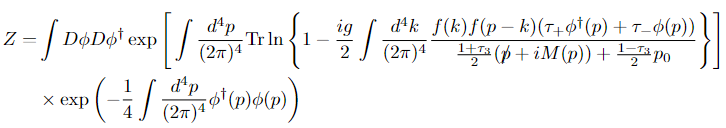 Z = ∫ DϕDϕ† exp [ ∫ d⁴p/(2π)⁴ Tr ln { 1 − ig/2 ∫ d⁴k/(2π)⁴ f(k)f(p − k)(τ₊ϕ†(p) + τ₋ϕ(p)) / ( (1+τ₃)/2 (p̸ + iM(p)) + (1−τ₃)/2 p₀ ) } ]
× exp ( −1/4 ∫ d⁴p/(2π)⁴ ϕ†(p)ϕ(p) )